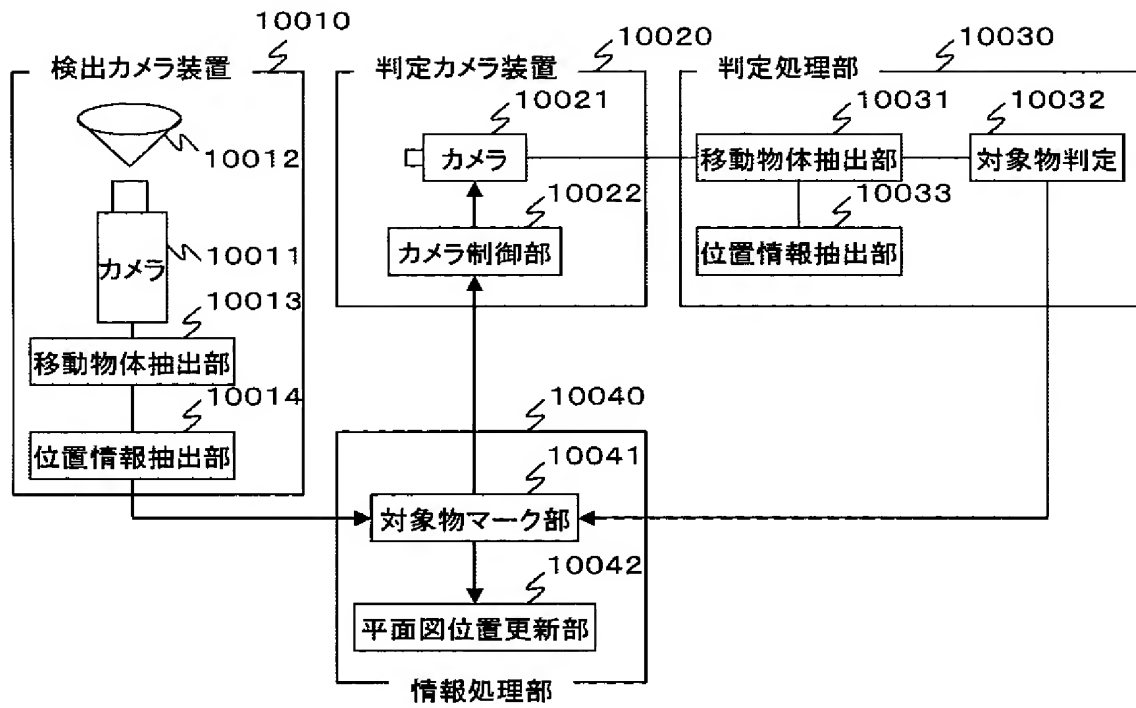 10010
検出カメラ装置
10012
カメラ
10011
10013
移動物体抽出部
10014
位置情報抽出部
10020
判定カメラ装置
10021
カメラ
10022
カメラ制御部
10030
判定処理部
10031
10032
移動物体抽出部
対象物判定
10033
位置情報抽出部
10040
10041
対象物マーク部
10042
平面図位置更新部
情報処理部